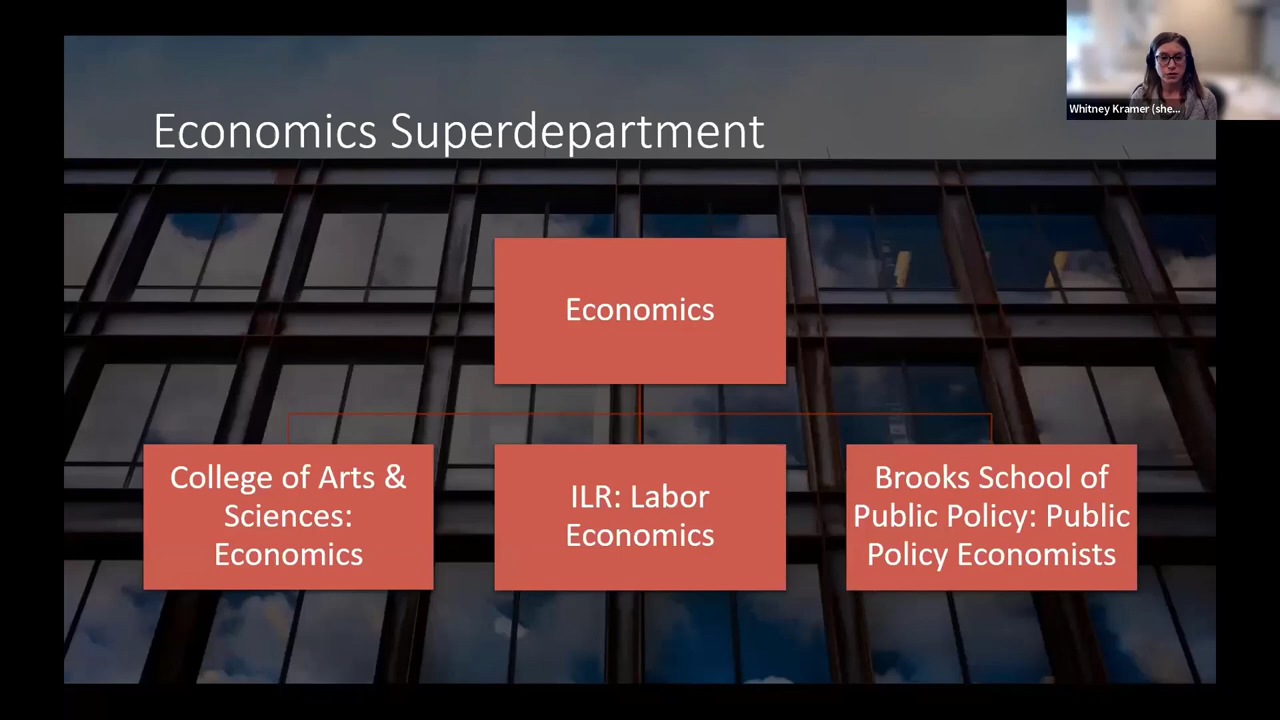 Economics Superdepartment
Whitney Kramer (she...
Economics
College of Arts &
Sciences:
Economics
ILR: Labor
Economics
Brooks School of
Public Policy: Public
Policy Economists